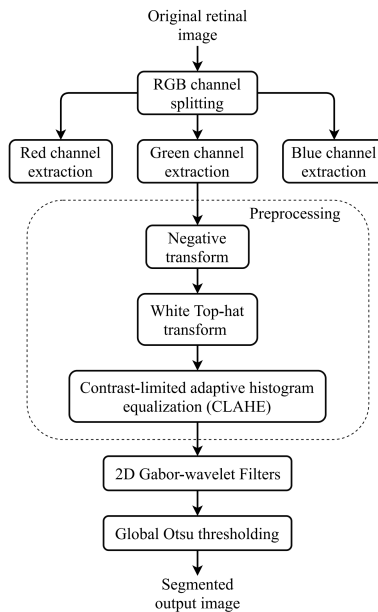 Original retinal
image
RGB channel
splitting
Red channel
extraction
Green channel
extraction
Blue channel
extraction
Preprocessing
Negative
transform
White Top-hat
transform
Contrast-limited adaptive histogram
equalization (CLAHE)
2D Gabor-wavelet Filters
Global Otsu thresholding
Segmented
output image